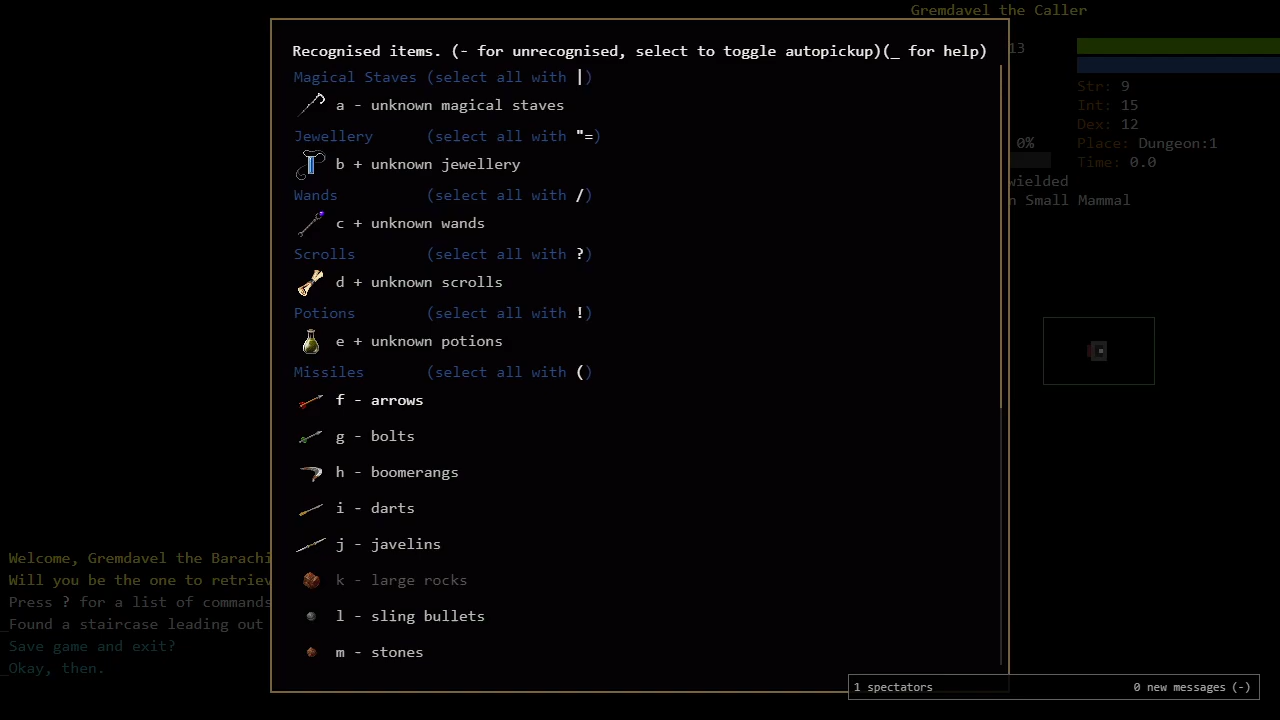 Gremdavel the Caller
Recognised items. (- for unrecognised, select to toggle autopickup)(_ for help)
13
Magical Staves (select all with |)
a - unknown magical staves
Str: 9
Int: 15
Dex: 12
Jewellery (select all with "=)
0%
Place: Dungeon:1
b + unknown jewellery
Time: 0.0
wielded
Wands (select all with /)
n Small Mammal
c + unknown wands
Scrolls (select all with ?)
d + unknown scrolls
Potions (select all with !)
e + unknown potions
Missiles (select all with ()
f - arrows
g - bolts
h - boomerangs
i - darts
j - javelins
k - large rocks
l - sling bullets
m - stones
Welcome, Gremdavel the Barachi
Will you be the one to retriev
Press ? for a list of commands
_Found a staircase leading out
Save game and exit?
_Okay, then.
1 spectators 0 new messages (-)